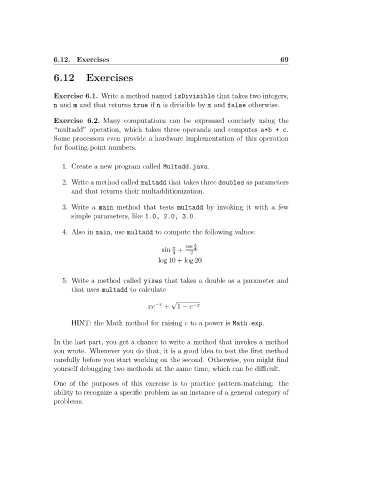 6.12. Exercises 69
6.12 Exercises
Exercise 6.1. Write a method named isDivisible that takes two integers,
n and m and that returns true if n is divisible by m and false otherwise.
Exercise 6.2. Many computations can be expressed concisely using the
“multadd” operation, which takes three operands and computes a*b + c.
Some processors even provide a hardware implementation of this operation
for floating-point numbers.
1. Create a new program called Multadd.java.
2. Write a method called multadd that takes three doubles as parameters
and that returns their multadditionization.
3. Write a main method that tests multadd by invoking it with a few
simple parameters, like 1.0, 2.0, 3.0.
4. Also in main, use multadd to compute the following values:
sin π/4 + (cos π/4)/2
log 10 + log 20
5. Write a method called yikes that takes a double as a parameter and
that uses multadd to calculate
xe⁻ˣ + √(1 − e⁻ˣ)
HINT: the Math method for raising e to a power is Math.exp.
In the last part, you get a chance to write a method that invokes a method
you wrote. Whenever you do that, it is a good idea to test the first method
carefully before you start working on the second. Otherwise, you might find
yourself debugging two methods at the same time, which can be difficult.
One of the purposes of this exercise is to practice pattern-matching: the
ability to recognize a specific problem as an instance of a general category of
problems.